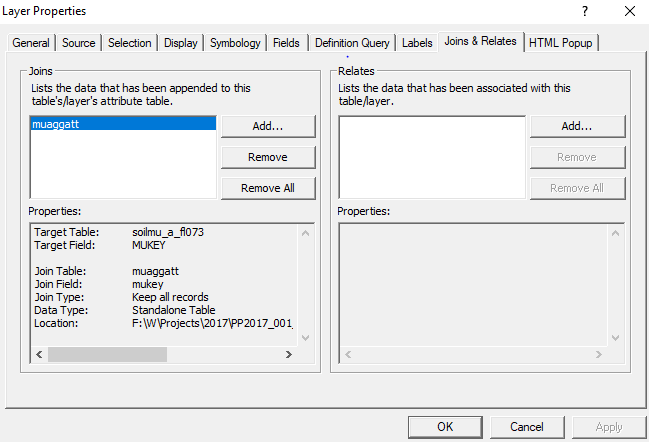 Layer Properties
General Source Selection Display Symbology Fields Definition Query Labels Joins & Relates HTML Popup
Joins
Lists the data that has been appended to this
table's/layer's attribute table.
muaggatt
Add...
Remove
Remove All
Properties:
Target Table: soilmu_a_fl073
Target Field: MUKEY
Join Table: muaggatt
Join Field: mukey
Join Type: Keep all records
Data Type: Standalone Table
Location: F:\W\Projects\2017\PP2017_001_
Relates
Lists the data that has been associated with this
table/layer.
Add...
Remove
Remove All
Properties:
OK Cancel Apply